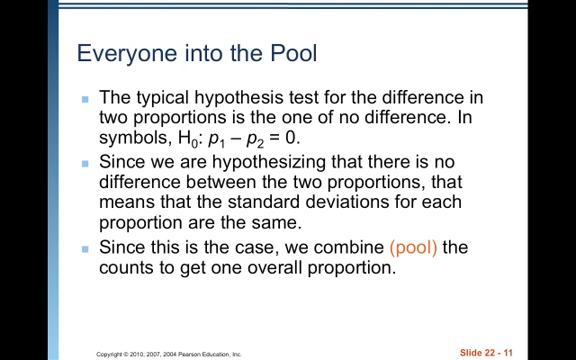 Everyone into the Pool
The typical hypothesis test for the difference in
two proportions is the one of no difference. In
symbols, H₀: p₁ – p₂ = 0.
Since we are hypothesizing that there is no
difference between the two proportions, that
means that the standard deviations for each
proportion are the same.
Since this is the case, we combine (pool) the
counts to get one overall proportion.
Copyright © 2010, 2007, 2004 Pearson Education, Inc.
Slide 22 - 11